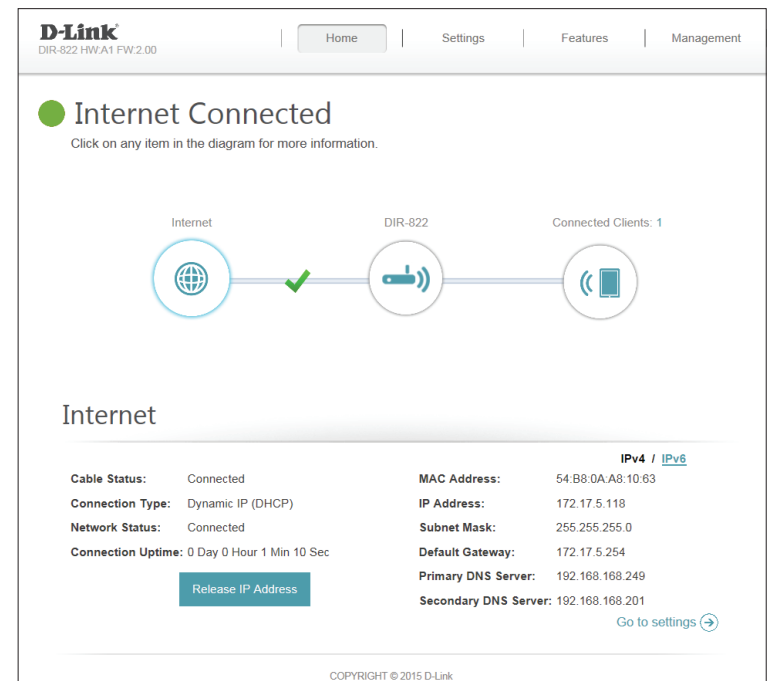 D-Link
DIR-822 HW:A1 FW:2.00
Home Settings Features Management
Internet Connected
Click on any item in the diagram for more information.
Internet DIR-822 Connected Clients: 1
Internet
IPv4 / IPv6
Cable Status: Connected MAC Address: 54:B8:0A:A8:10:63
Connection Type: Dynamic IP (DHCP) IP Address: 172.17.5.118
Network Status: Connected Subnet Mask: 255.255.255.0
Connection Uptime: 0 Day 0 Hour 1 Min 10 Sec Default Gateway: 172.17.5.254
Release IP Address Primary DNS Server: 192.168.168.249
Secondary DNS Server: 192.168.168.201
Go to settings
COPYRIGHT © 2015 D-Link